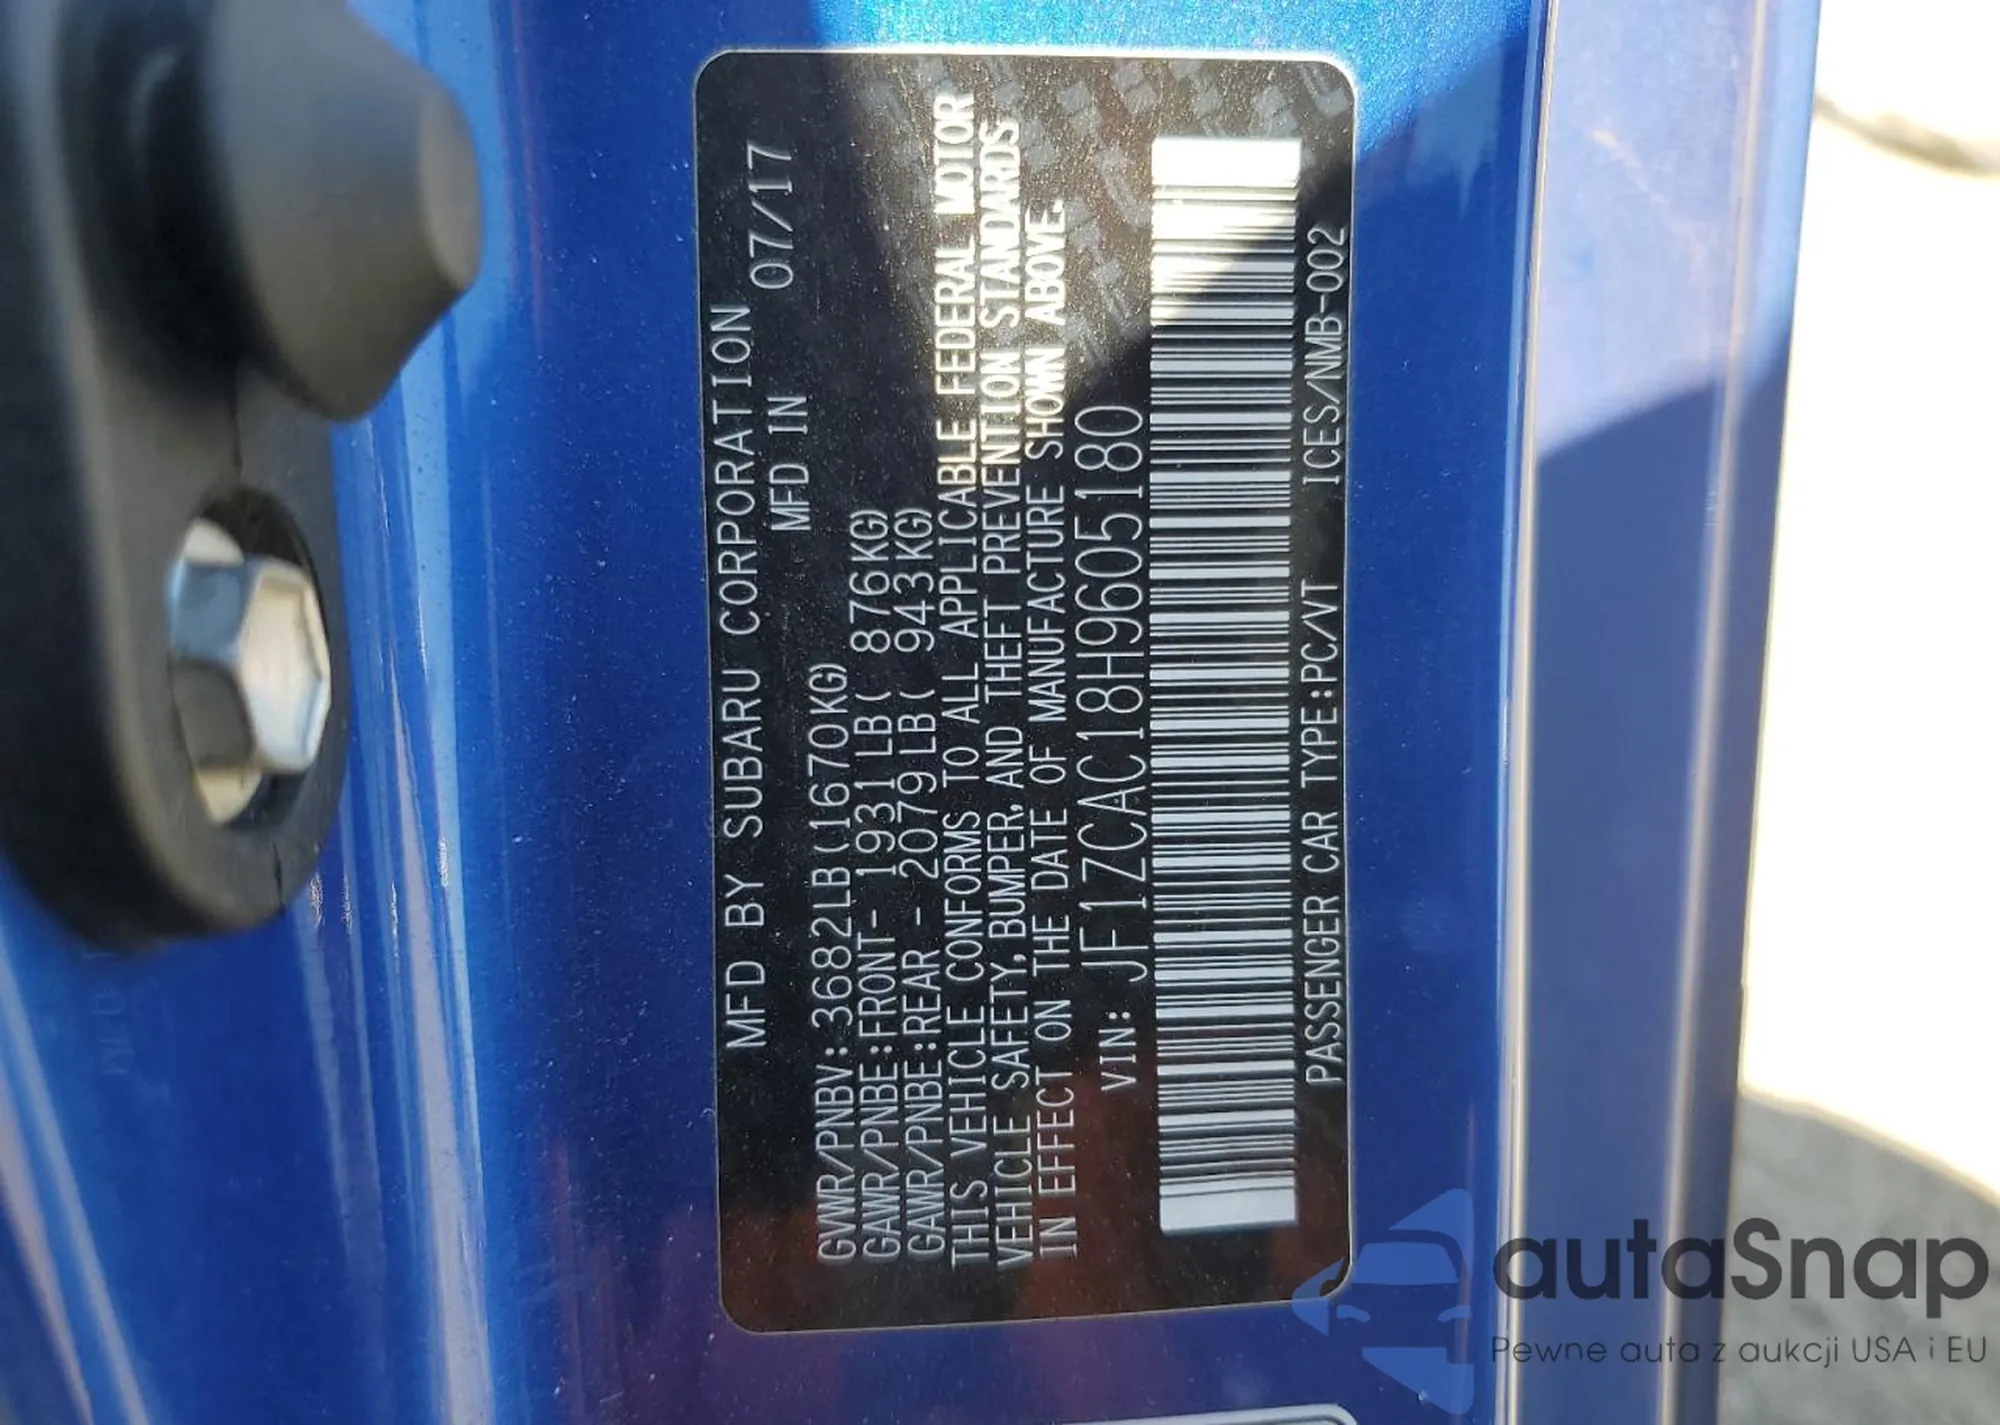 MFD BY SUBARU CORPORATION
MFD IN 07/17
GVWR/PNBV:3682LB(1670KG)
GAWR/PNBE:FRONT- 1931LB( 876KG)
GAWR/PNBE:REAR - 2079LB( 943KG)
THIS VEHICLE CONFORMS TO ALL APPLICABLE FEDERAL MOTOR
VEHICLE SAFETY, BUMPER, AND THEFT PREVENTION STANDARDS
IN EFFECT ON THE DATE OF MANUFACTURE SHOWN ABOVE.
VIN: JF1ZCAC18H9605180
PASSENGER CAR TYPE:PC/VT ICES/NMB-002
autaSnap
Pewne auta z aukcji USA i EU